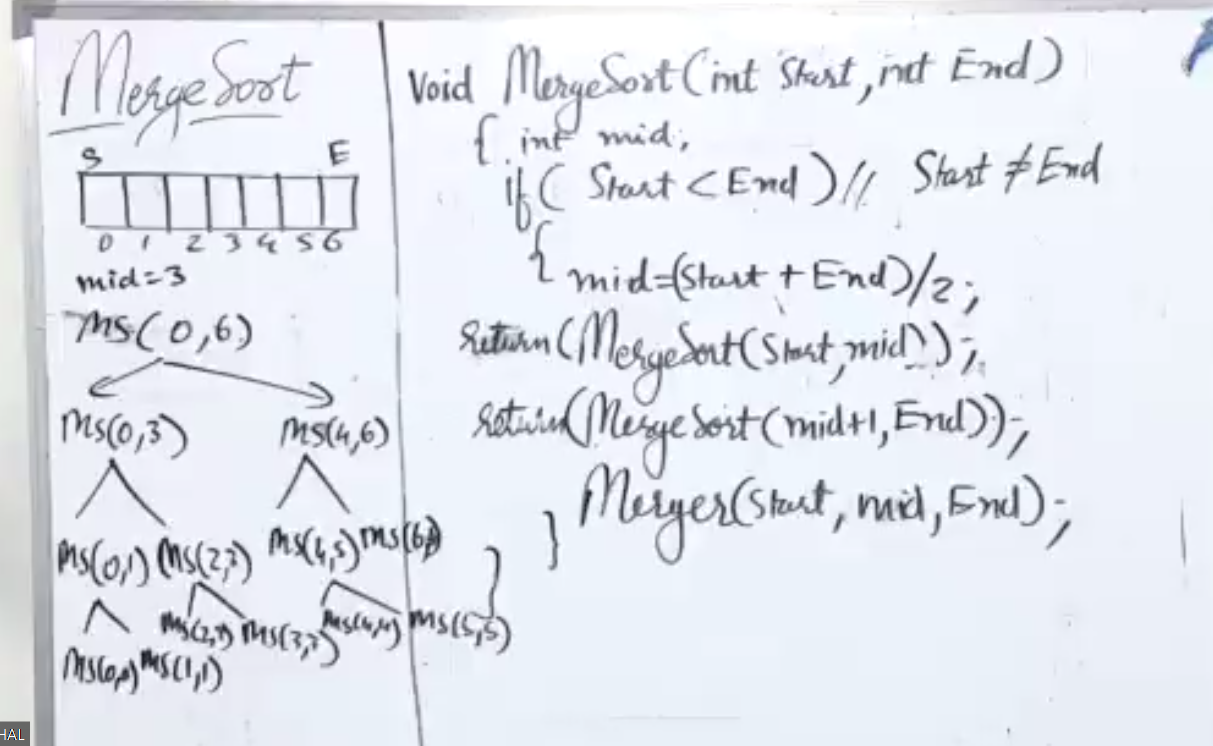 MergeSort
S E
0 1 2 3 4 5 6
mid=3
MS(0,6)
MS(0,3) MS(4,6)
MS(0,1) MS(2,3) MS(4,5) MS(6,6)
MS(2,2) MS(3,3) MS(4,4) MS(5,5)
MS(0,0) MS(1,1)
Void MergeSort(int Start, int End)
{ int mid;
if( Start < End ) // Start ≠ End
{ mid=(Start + End)/2;
return(MergeSort(Start,mid));
return(MergeSort(mid+1,End));
Merger(Start, mid, End);
}
}
HAL